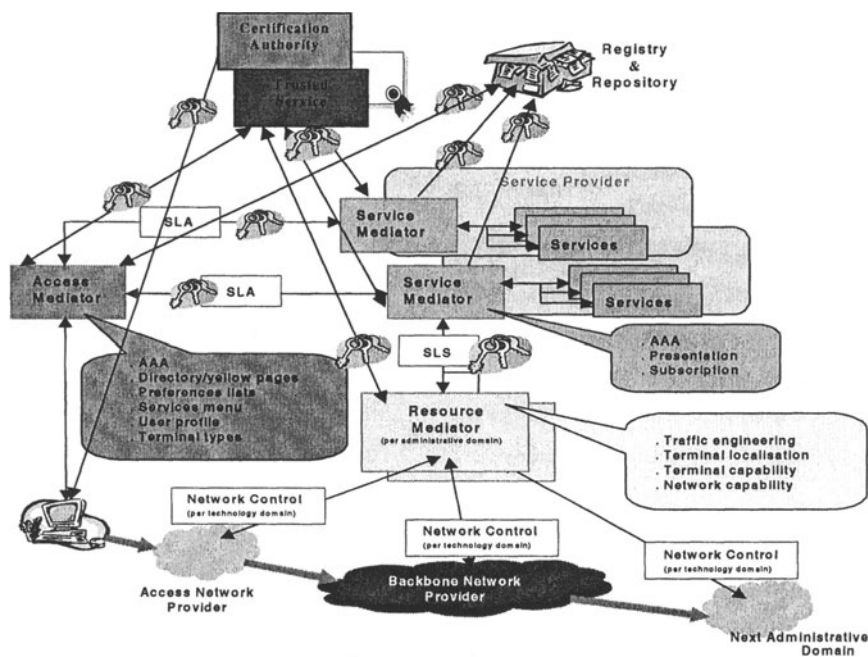 Certification
Authority
Trusted
Service
Registry
&
Repository
Service Provider
SLA
Service
Mediator
Services
Access
Mediator
SLA
Service
Mediator
Services
SLS
. AAA
. Presentation
. Subscription
. AAA
. Directory/yellow pages
. Preferences lists
. Services menu
. User profile
. Terminal types
Resource
Mediator
(per administrative domain)
. Traffic engineering
. Terminal localisation
. Terminal capability
. Network capability
Network Control
(per technology domain)
Network Control
(per technology domain)
Network Control
(per technology domain)
Access Network
Provider
Backbone Network
Provider
Next Administrative
Domain